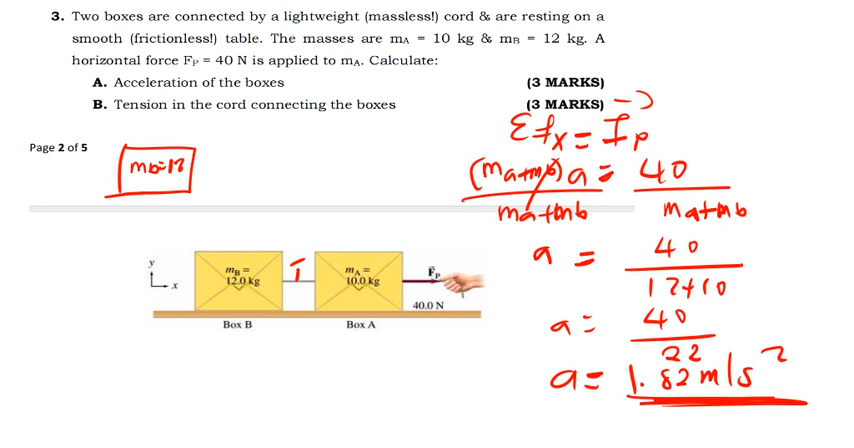 3. Two boxes are connected by a lightweight (massless!) cord & are resting on a
smooth (frictionless!) table. The masses are mA = 10 kg & mB = 12 kg. A
horizontal force FP = 40 N is applied to mA. Calculate:
A. Acceleration of the boxes (3 MARKS)
B. Tension in the cord connecting the boxes (3 MARKS)
Σfx = Fp
Page 2 of 5
mb=12
(ma+mb)a = 40
ma+mb ma+mb
a = 40
12+10
y
x
mB =
12.0 kg
T
mA =
10.0 kg
FP
40.0 N
Box B
Box A
a = 40
22
a = 1.82 m/s2